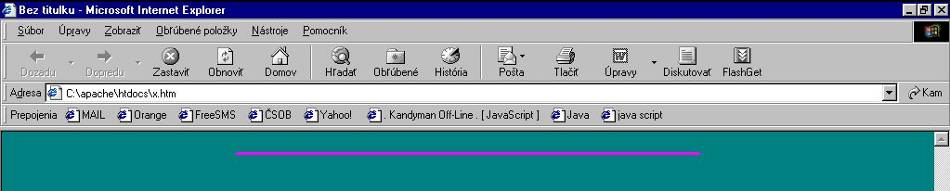 Bez titulku - Microsoft Internet Explorer
Súbor Úpravy Zobraziť Obľúbené položky Nástroje Pomocník
Dozadu Dopredu Zastaviť Obnoviť Domov Hľadať Obľúbené História Pošta Tlačiť Úpravy Diskutovať FlashGet
Adresa C:\apache\htdocs\x.htm Kam
Prepojenia MAIL Orange FreeSMS ČSOB Yahoo! . Kandyman Off-Line . [ JavaScript ] Java java script